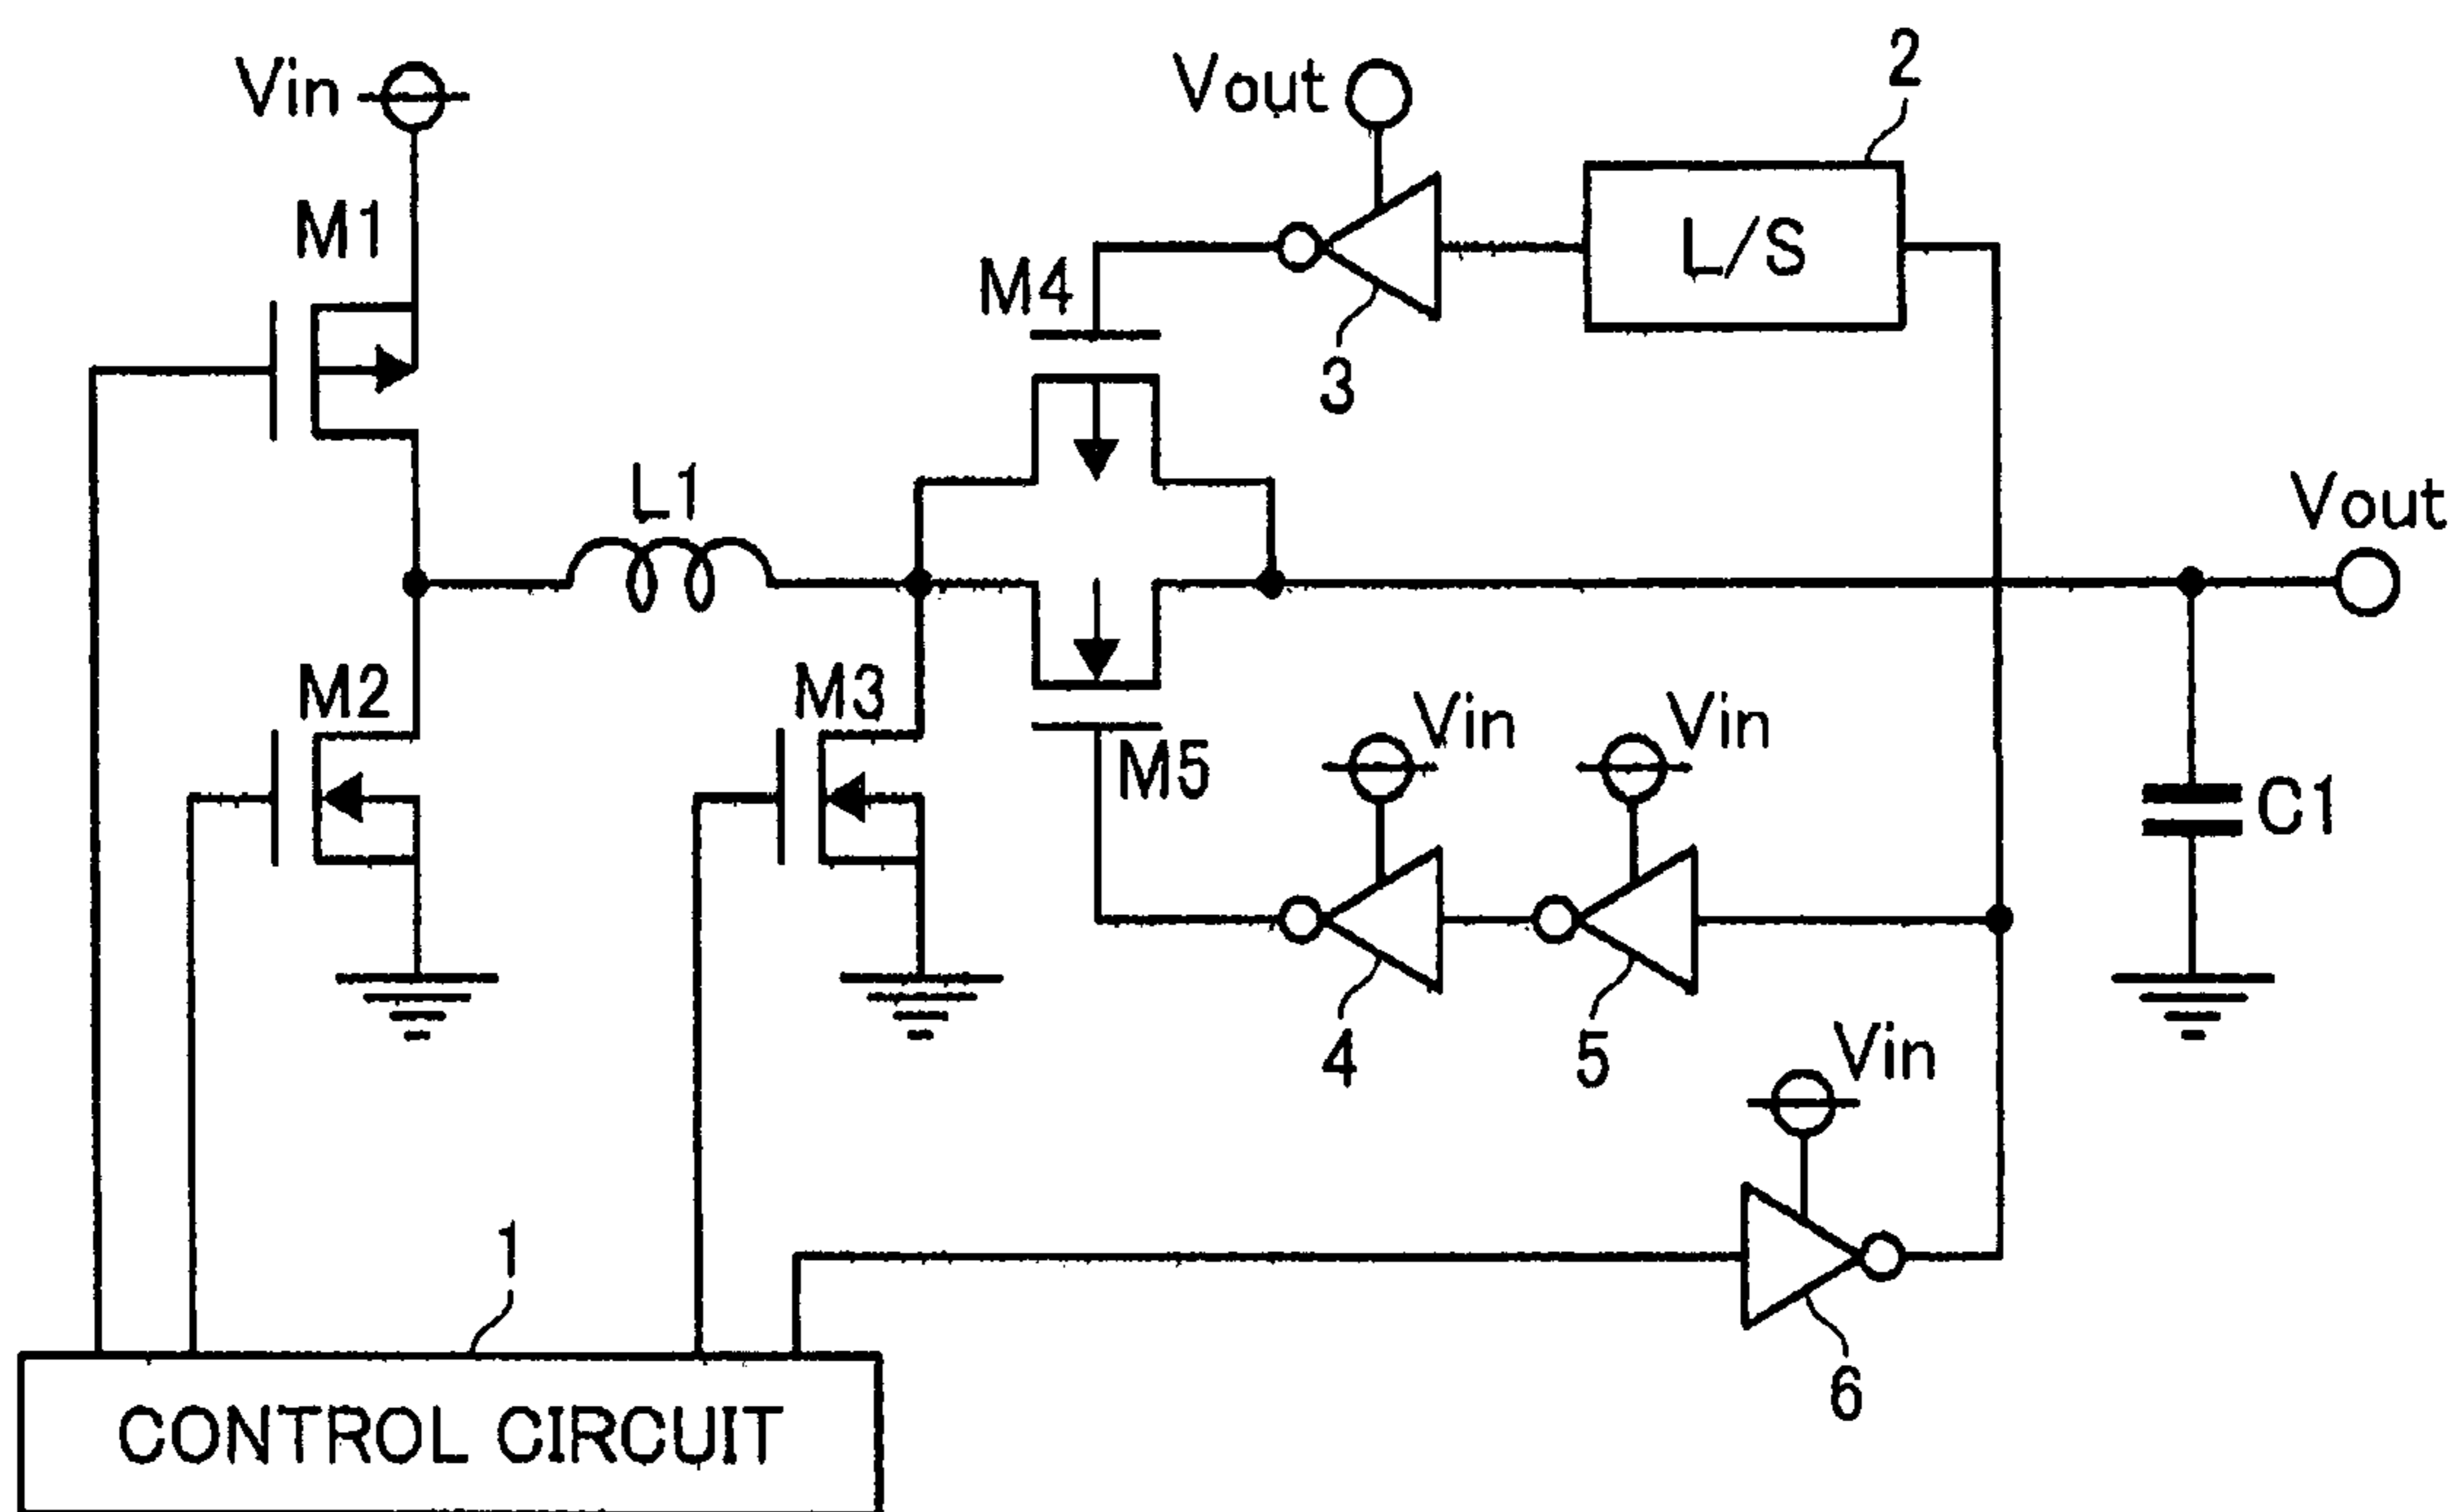 Vin
Vout
2
M1
L/S
M4
3
L1
Vout
M2
M3
Vin
Vin
M5
C1
4
5
Vin
1
6
CONTROL CIRCUIT